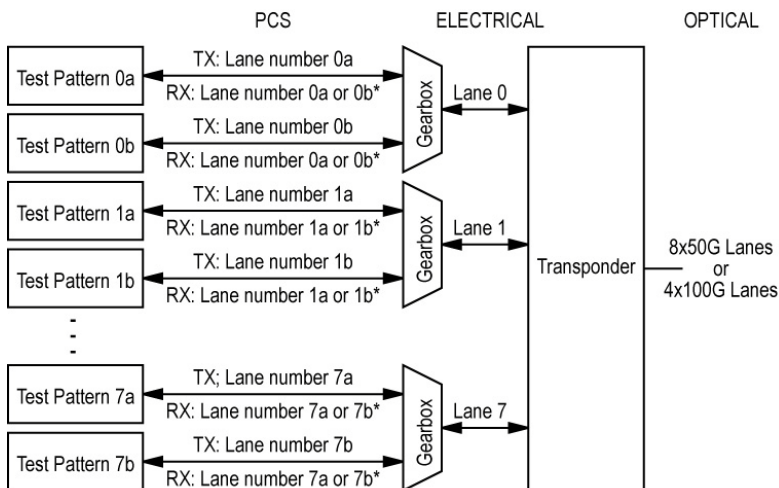 PCS ELECTRICAL OPTICAL
Test Pattern 0a
TX: Lane number 0a
RX: Lane number 0a or 0b*
Test Pattern 0b
TX: Lane number 0b
RX: Lane number 0a or 0b*
Gearbox
Lane 0
Test Pattern 1a
TX: Lane number 1a
RX: Lane number 1a or 1b*
Test Pattern 1b
TX: Lane number 1b
RX: Lane number 1a or 1b*
Gearbox
Lane 1
Test Pattern 7a
TX; Lane number 7a
RX: Lane number 7a or 7b*
Test Pattern 7b
TX: Lane number 7b
RX: Lane number 7a or 7b*
Gearbox
Lane 7
Transponder
8x50G Lanes
or
4x100G Lanes